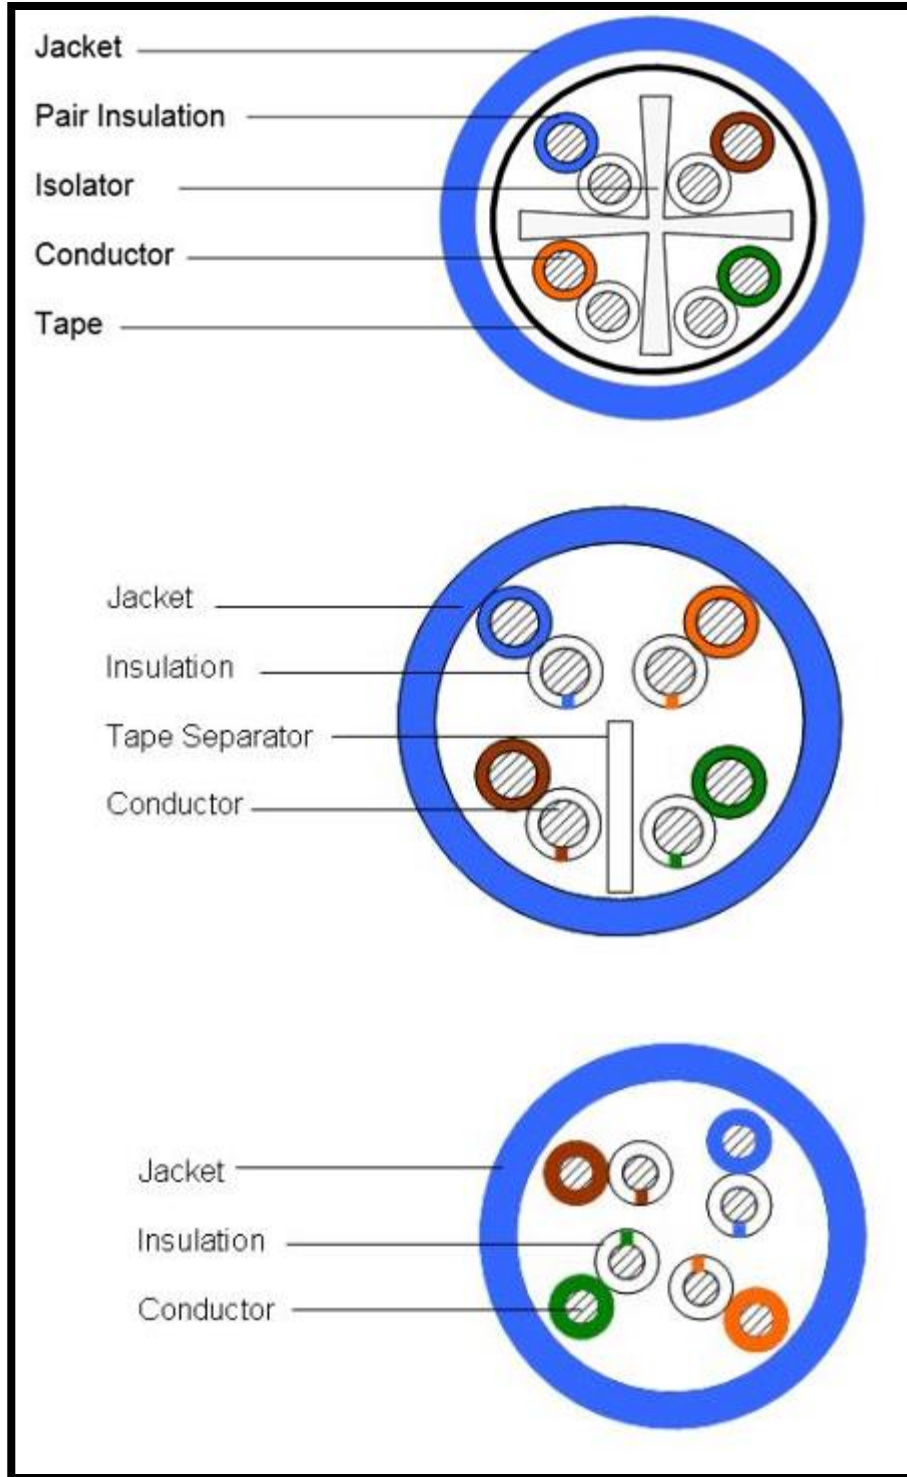 Jacket
Pair Insulation
Isolator
Conductor
Tape
Jacket
Insulation
Tape Separator
Conductor
Jacket
Insulation
Conductor